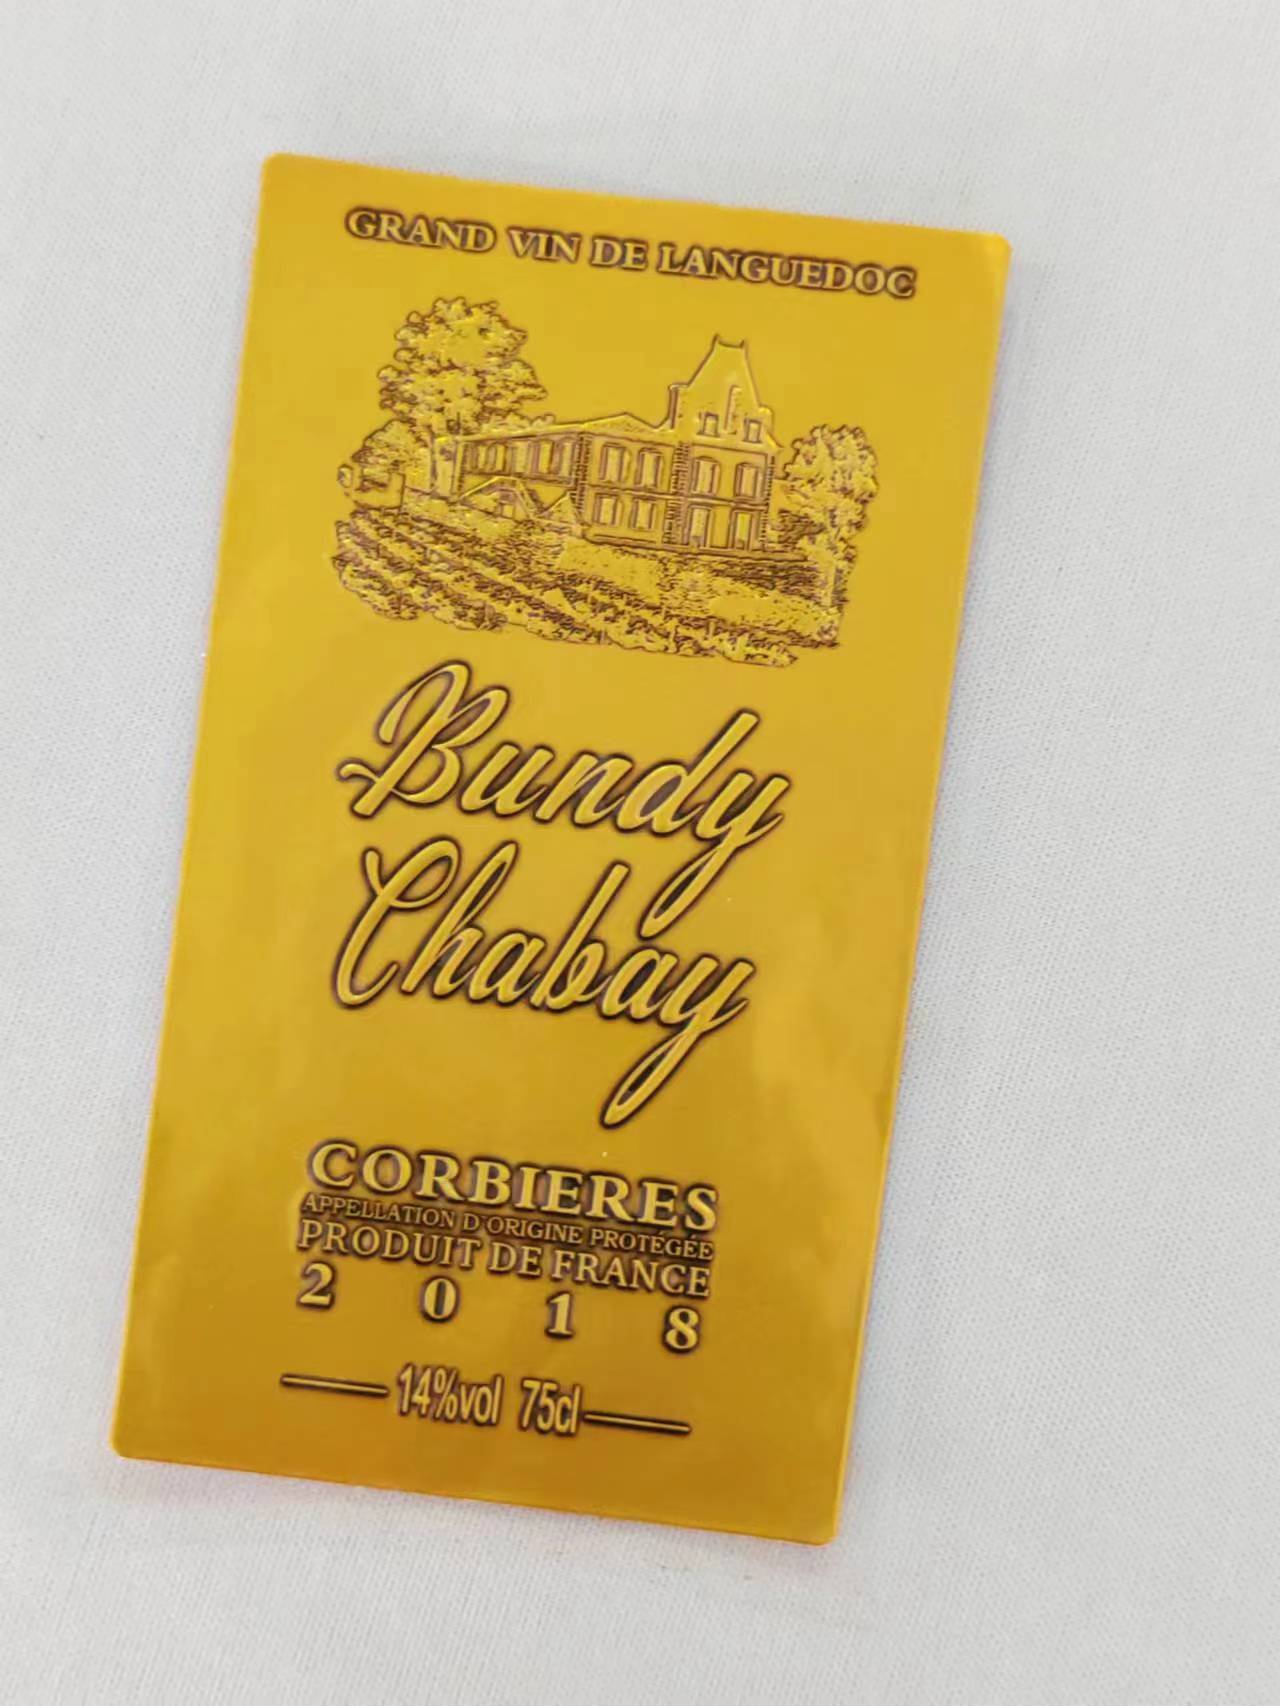 GRAND VIN DE LANGUEDOC
Bundy
Chabay
CORBIERES
APPELLATION D'ORIGINE PROTÉGÉE
PRODUIT DE FRANCE
2 0 1 8
14%vol 75cl